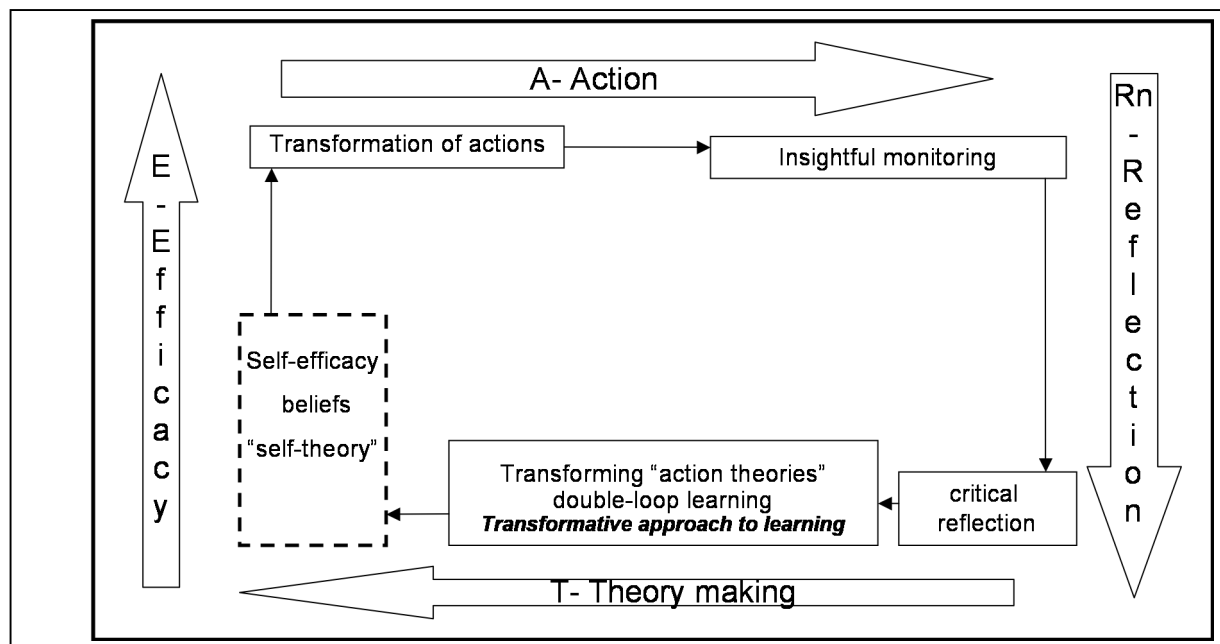 A- Action
Rn
-
R
e
f
l
e
c
t
i
o
n
E
-
E
f
f
i
c
a
c
y
Transformation of actions
Insightful monitoring
Self-efficacy
beliefs
“self-theory”
Transforming “action theories”
double-loop learning
Transformative approach to learning
critical
reflection
T- Theory making